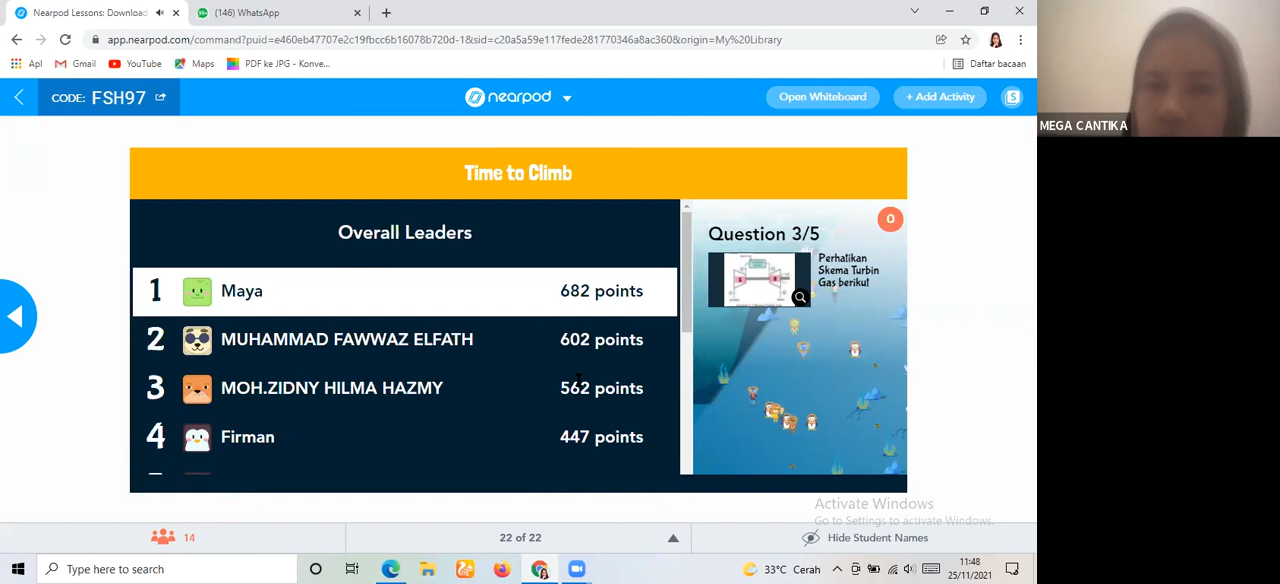 Nearpod Lessons: Download
(146) WhatsApp
app.nearpod.com/command?puid=e460eb47707e2c19fbcc6b16078b720d-1&sid=c20a5a59e117fede281770346a8ac360&origin=My%20Library
Apl
Gmail
YouTube
Maps
PDF ke JPG - Konve...
Daftar bacaan
CODE: FSH97
nearpod
Open Whiteboard
+ Add Activity
S
MEGA CANTIKA
Time to Climb
Overall Leaders
1 Maya 682 points
2 MUHAMMAD FAWWAZ ELFATH 602 points
3 MOH.ZIDNY HILMA HAZMY 562 points
4 Firman 447 points
0
Question 3/5
Perhatikan
Skema Turbin
Gas berikut
Activate Windows
Go to Settings to activate Windows.
14
22 of 22
Hide Student Names
Type here to search
33°C Cerah
11:48
25/11/2021